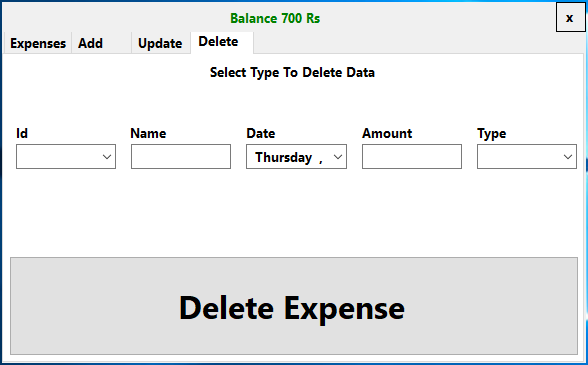 Balance 700 Rs
x
Expenses Add Update Delete
Select Type To Delete Data
Id Name Date Amount Type
Thursday ,
Delete Expense